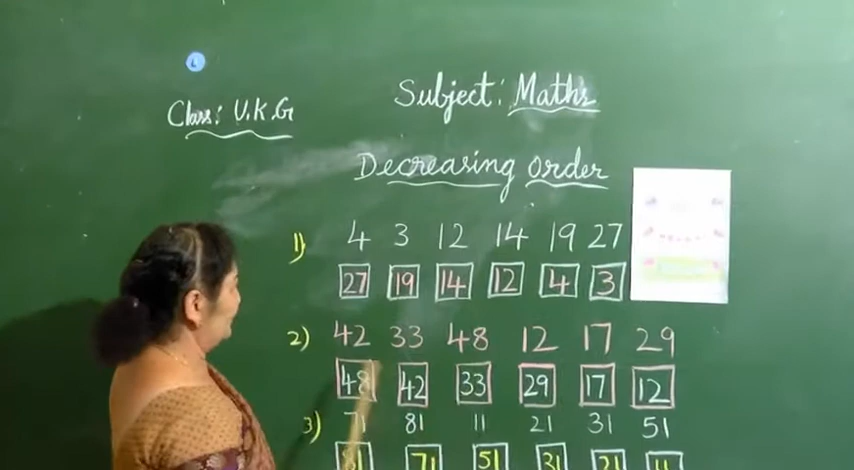 Subject: Maths
Class: U.K.G
Decreasing order
1) 4 3 12 14 19 27
27 19 14 12 4 3
2) 42 33 48 12 17 29
48 42 33 29 17 12
3) 71 81 11 21 31 51
81 71 51 31 21 11